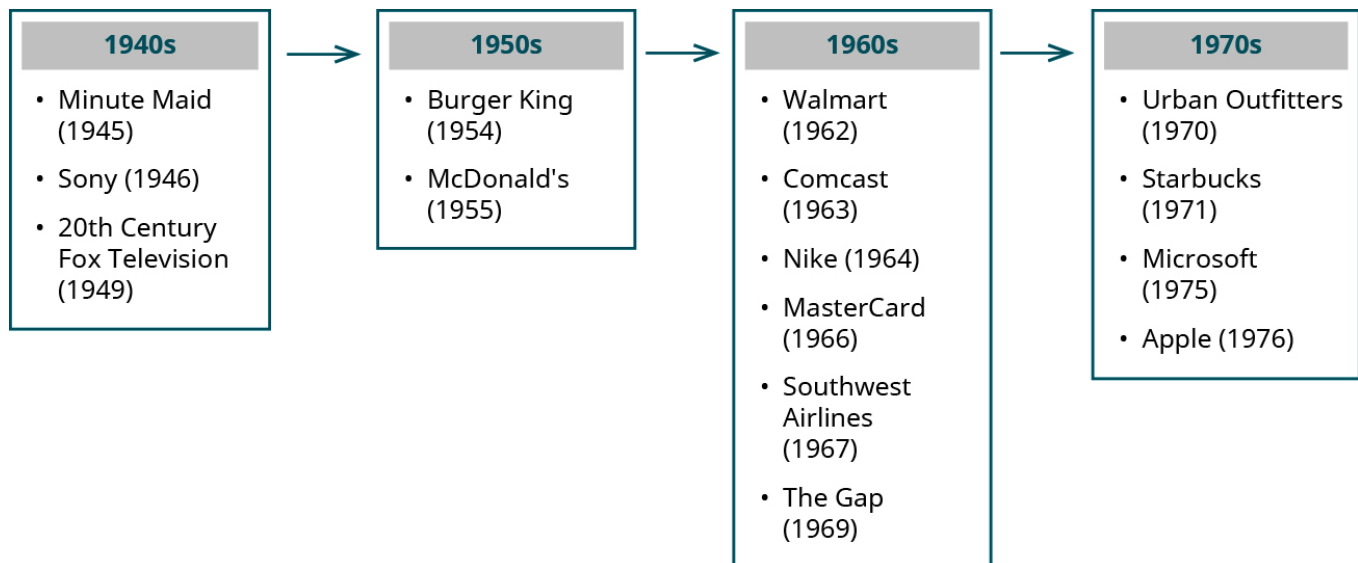 1940s
• Minute Maid
(1945)
• Sony (1946)
• 20th Century
Fox Television
(1949)
1950s
• Burger King
(1954)
• McDonald's
(1955)
1960s
• Walmart
(1962)
• Comcast
(1963)
• Nike (1964)
• MasterCard
(1966)
• Southwest
Airlines
(1967)
• The Gap
(1969)
1970s
• Urban Outfitters
(1970)
• Starbucks
(1971)
• Microsoft
(1975)
• Apple (1976)